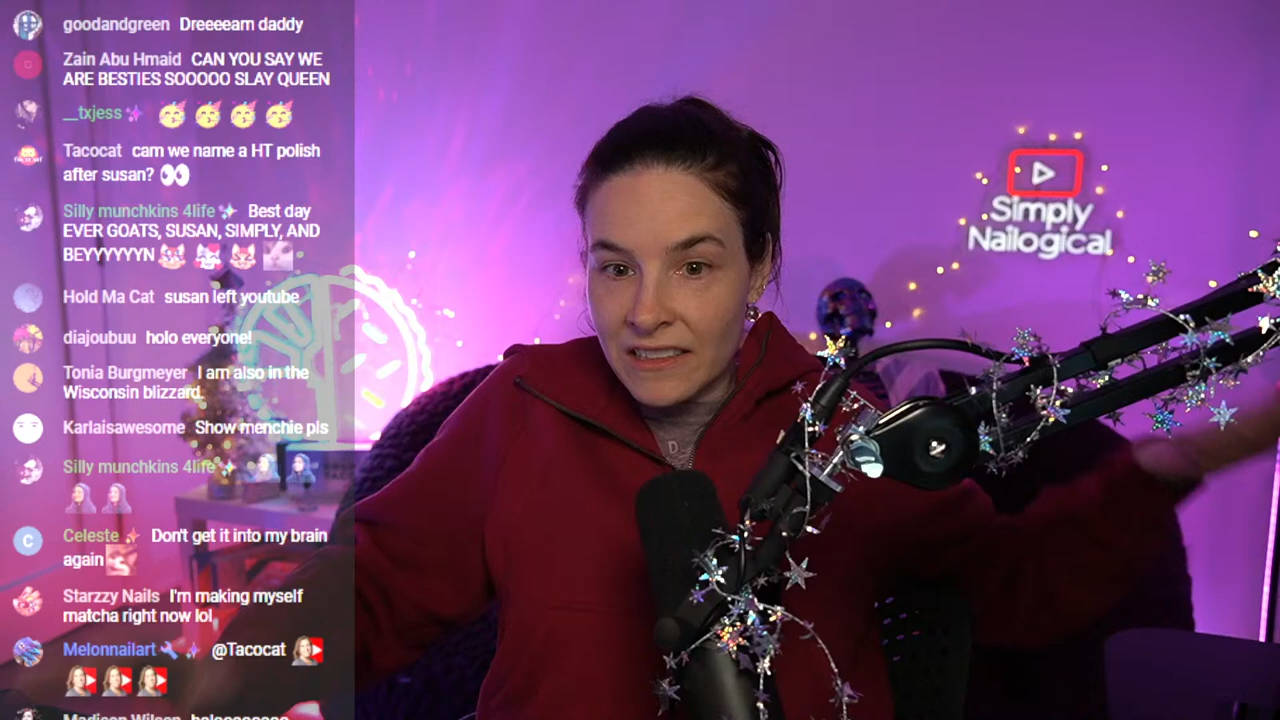 goodandgreen Dreeeeam daddy
Zain Abu Hmaid CAN YOU SAY WE
ARE BESTIES SOOOOO SLAY QUEEN
__txjess
Tacocat cam we name a HT polish
after susan?
Silly munchkins 4life Best day
EVER GOATS, SUSAN, SIMPLY, AND
BEYYYYYYN
Hold Ma Cat susan left youtube
diajoubuu holo everyone!
Tonia Burgmeyer I am also in the
Wisconsin blizzard.
Karlaisawesome Show menchie pls
Silly munchkins 4life
C
Celeste Don't get it into my brain
again
Starzzy Nails I'm making myself
matcha right now lol
Melonnailart @Tacocat
Simply
Nailogical